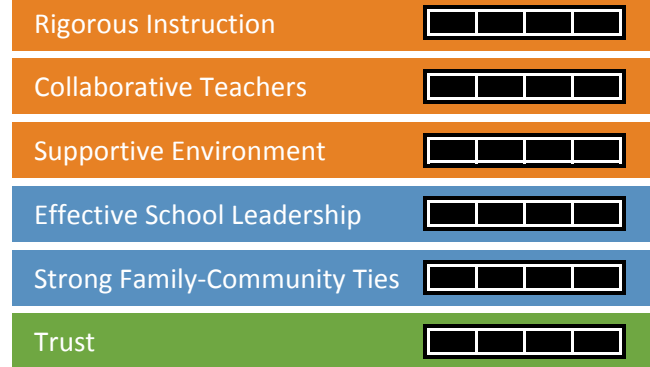 Rigorous Instruction
Collaborative Teachers
Supportive Environment
Effective School Leadership
Strong Family-Community Ties
Trust